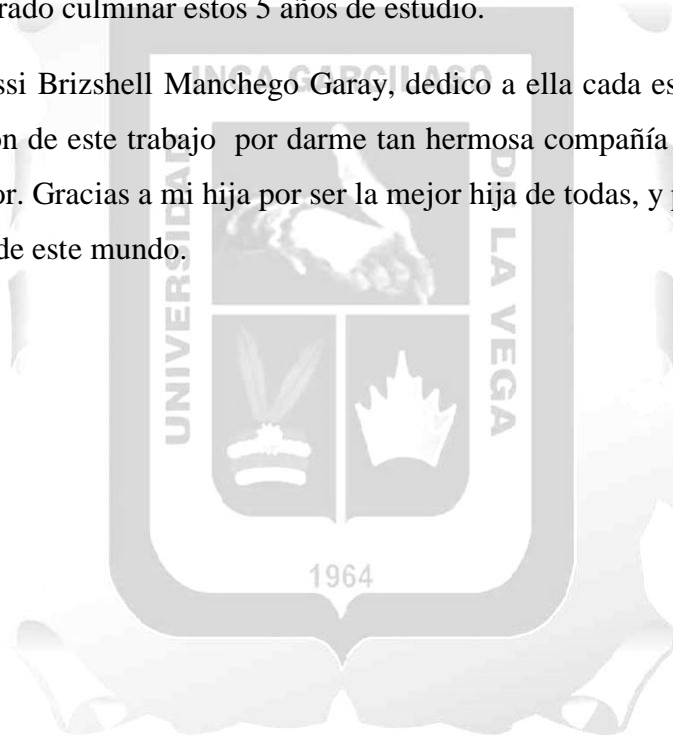 rado culminar estos 5 años de estudio.
ssi Brizshell Manchego Garay, dedico a ella cada es
ón de este trabajo por darme tan hermosa compañía
or. Gracias a mi hija por ser la mejor hija de todas, y p
de este mundo.
INCA GARCILASO
UNIVERSIDAD
DE LA VEGA
1964